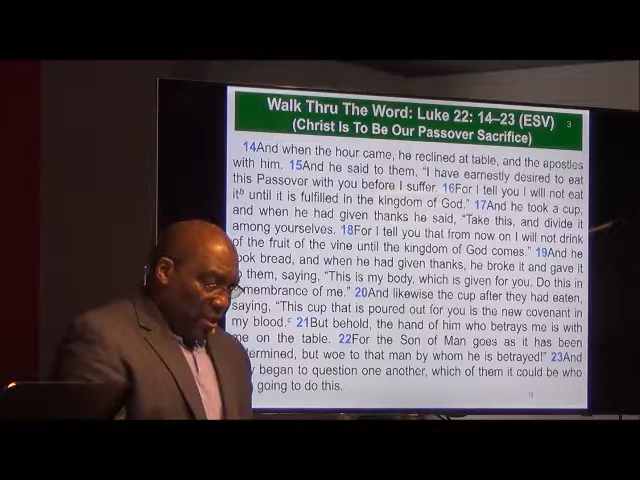 Walk Thru The Word: Luke 22: 14–23 (ESV)
3
(Christ Is To Be Our Passover Sacrifice)
14And when the hour came, he reclined at table, and the apostles
with him. 15And he said to them, “I have earnestly desired to eat
this Passover with you before I suffer. 16For I tell you I will not eat
itᵇ until it is fulfilled in the kingdom of God.” 17And he took a cup,
and when he had given thanks he said, “Take this, and divide it
among yourselves. 18For I tell you that from now on I will not drink
of the fruit of the vine until the kingdom of God comes.” 19And he
ook bread, and when he had given thanks, he broke it and gave it
them, saying, “This is my body, which is given for you. Do this in
membrance of me.” 20And likewise the cup after they had eaten,
saying, “This cup that is poured out for you is the new covenant in
my blood.ᶜ 21But behold, the hand of him who betrays me is with
me on the table. 22For the Son of Man goes as it has been
termined, but woe to that man by whom he is betrayed!” 23And
y began to question one another, which of them it could be who
going to do this.